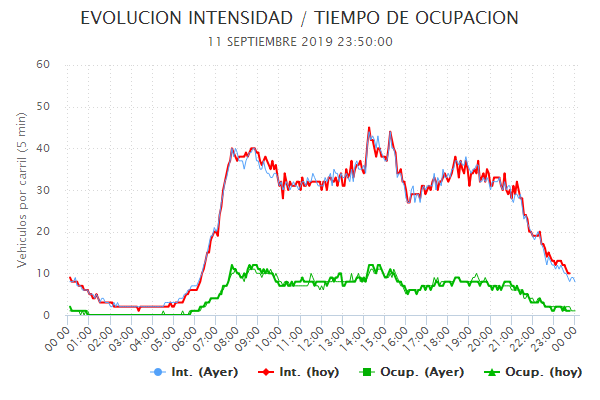 EVOLUCION INTENSIDAD / TIEMPO DE OCUPACION
11 SEPTIEMBRE 2019 23:50:00
Vehiculos por carril (5 min)
60
50
40
30
20
10
0
00:00 01:00 02:00 03:00 04:00 05:00 06:00 07:00 08:00 09:00 10:00 11:00 12:00 13:00 14:00 15:00 16:00 17:00 18:00 19:00 20:00 21:00 22:00 23:00 00:00
Int. (Ayer) Int. (hoy) Ocup. (Ayer) Ocup. (hoy)